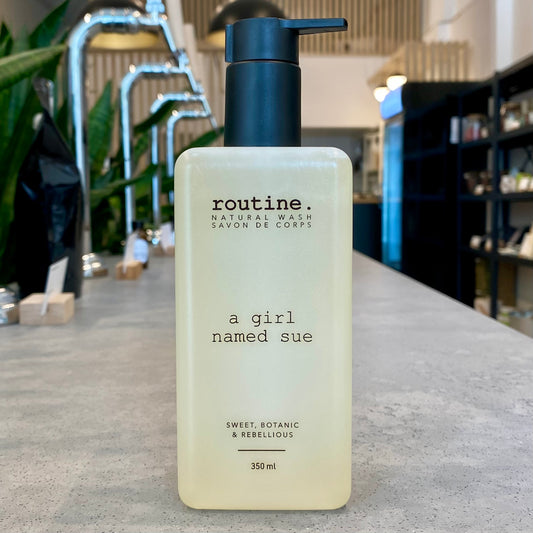 routine.
NATURAL WASH
SAVON DE CORPS
a girl
named sue
SWEET, BOTANIC
& REBELLIOUS
350 ml